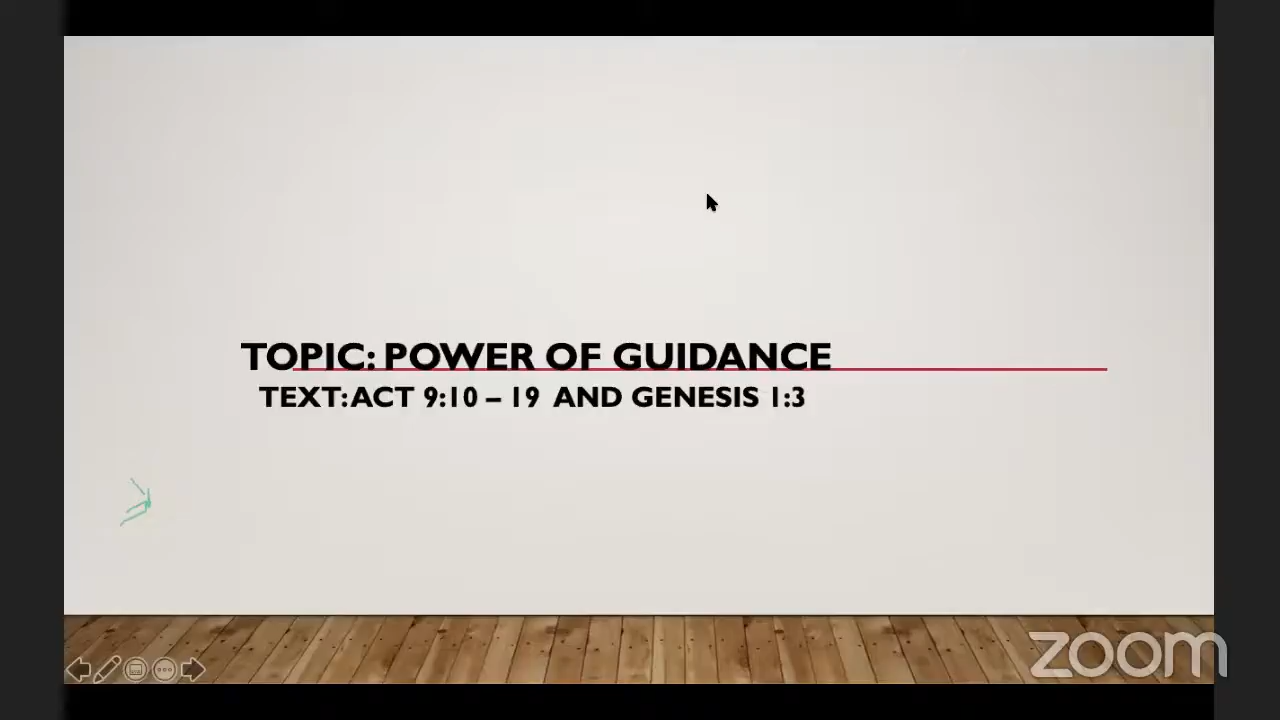 TOPIC: POWER OF GUIDANCE
TEXT: ACT 9:10 – 19 AND GENESIS 1:3
zoom